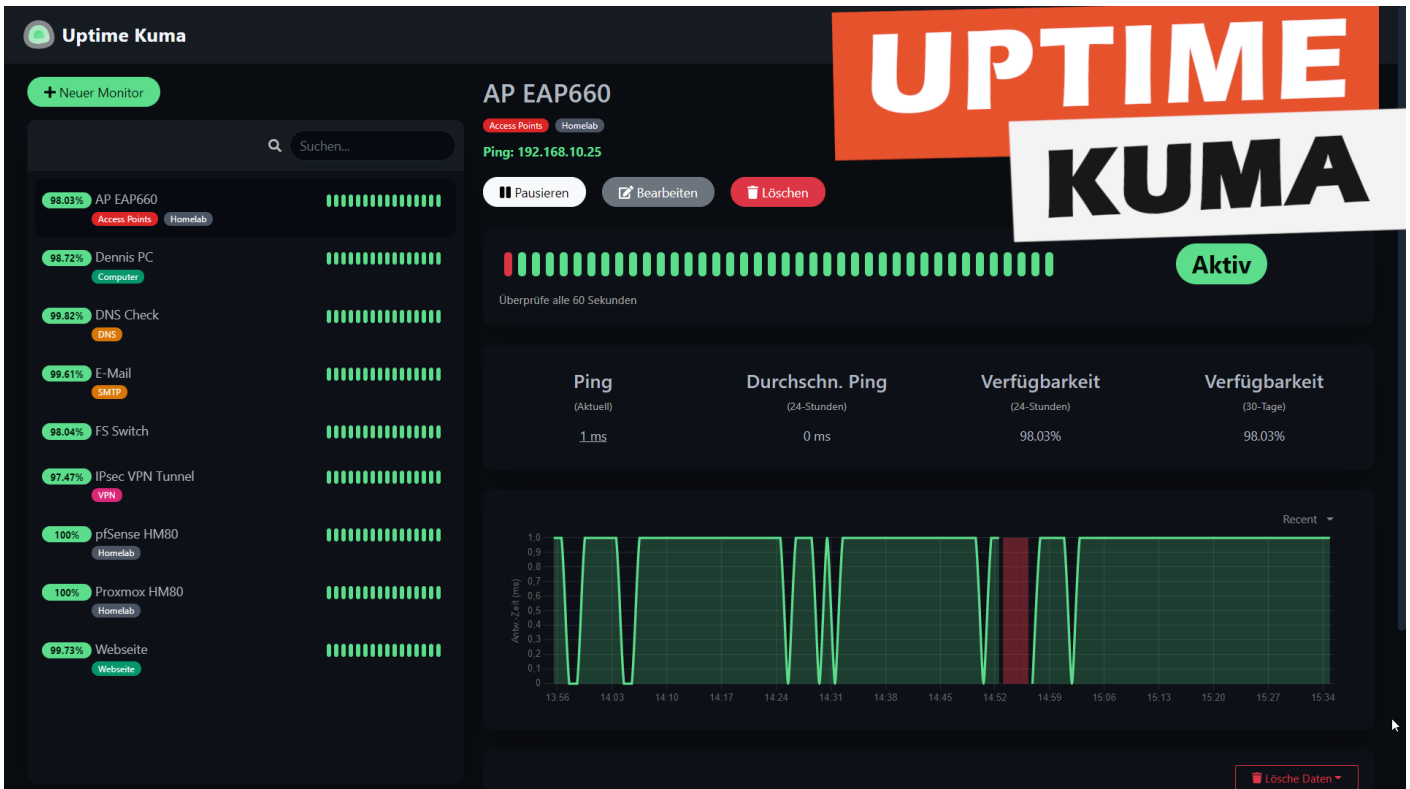 Uptime Kuma
UPTIME
KUMA
Neuer Monitor
Suchen...
98.03% AP EAP660
Access Points Homelab
98.72% Dennis PC
Computer
99.82% DNS Check
DNS
99.61% E-Mail
SMTP
98.04% FS Switch
97.47% IPsec VPN Tunnel
VPN
100% pfSense HM80
Homelab
100% Proxmox HM80
Homelab
99.73% Webseite
Webseite
AP EAP660
Access Points Homelab
Ping: 192.168.10.25
Pausieren Bearbeiten Löschen
Aktiv
Überprüfe alle 60 Sekunden
Ping Durchschn. Ping Verfügbarkeit Verfügbarkeit
(Aktuell) (24-Stunden) (24-Stunden) (30-Tage)
1 ms 0 ms 98.03% 98.03%
Recent
Antw.-Zeit (ms)
1,0
0,9
0,8
0,7
0,6
0,5
0,4
0,3
0,2
0,1
0
13:56 14:03 14:10 14:17 14:24 14:31 14:38 14:45 14:52 14:59 15:06 15:13 15:20 15:27 15:34
Lösche Daten